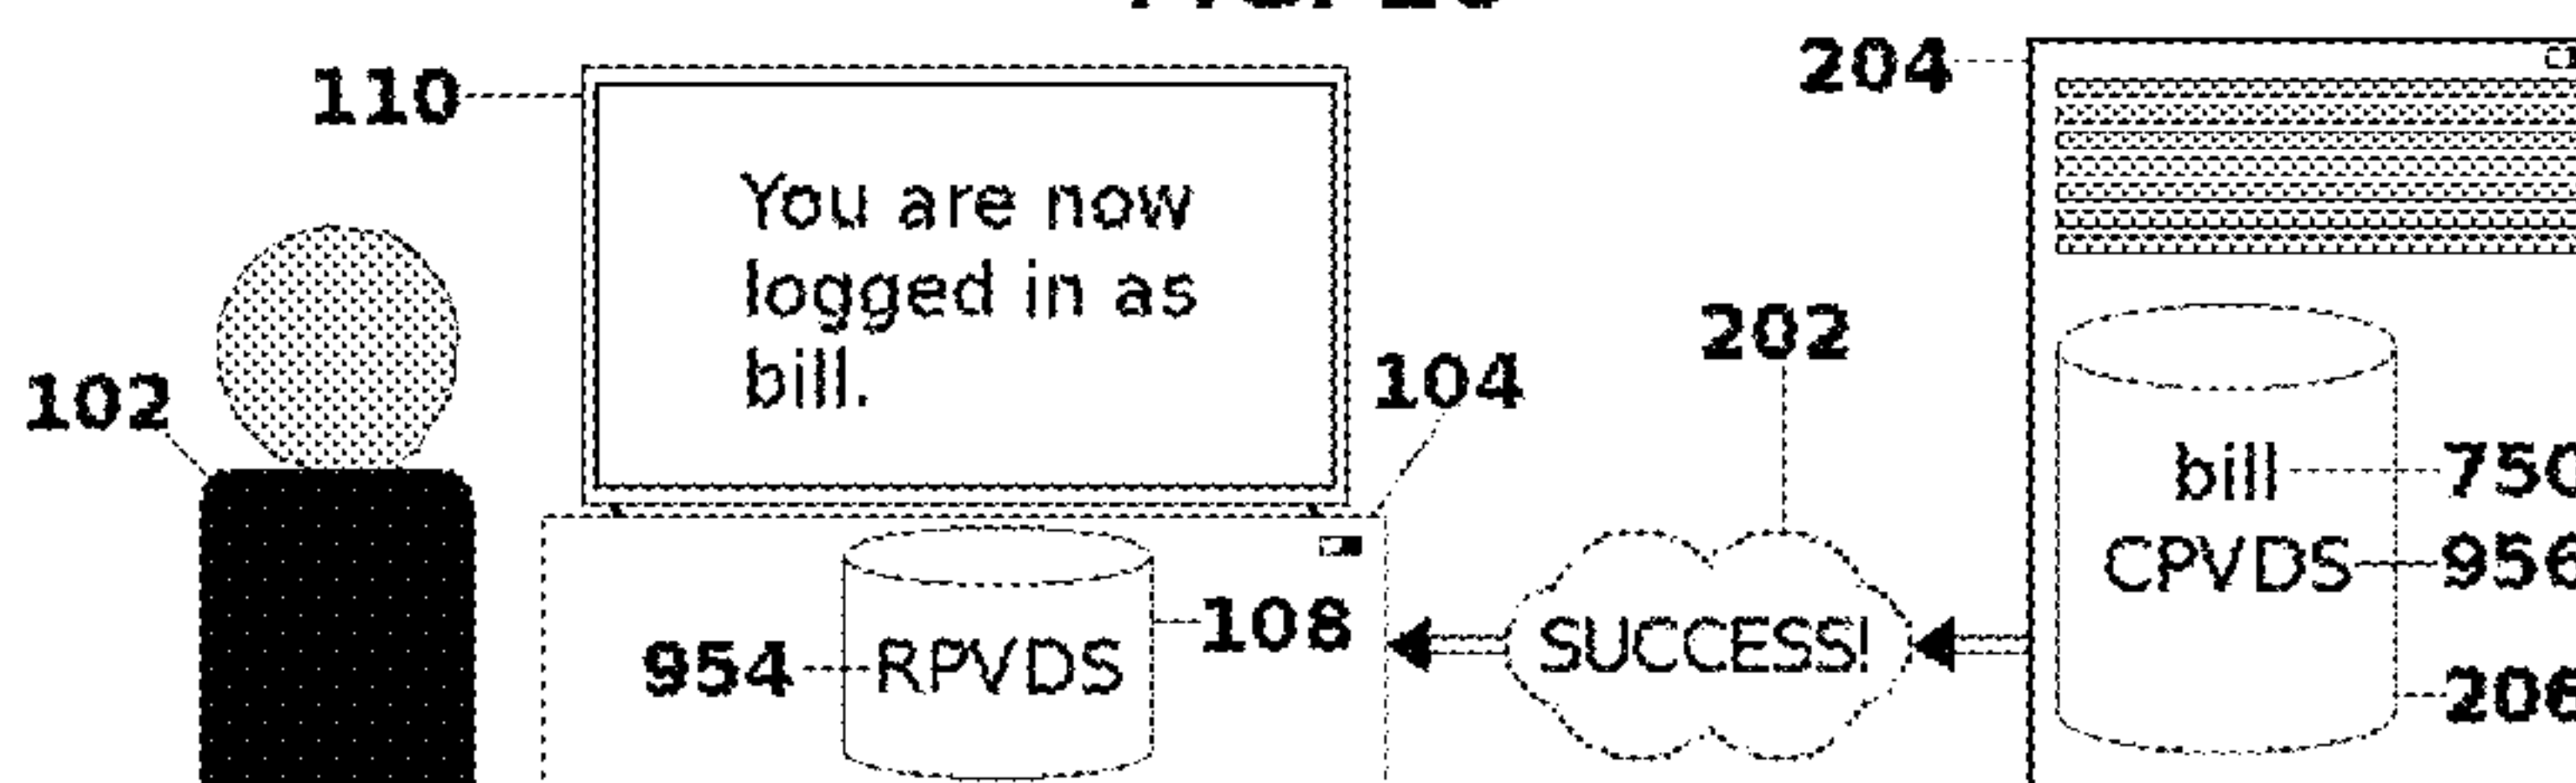 110
204
You are now
logged in as
bill.
202
104
102
bill
CPVDS
108
954
RPVDS
SUCCESS!